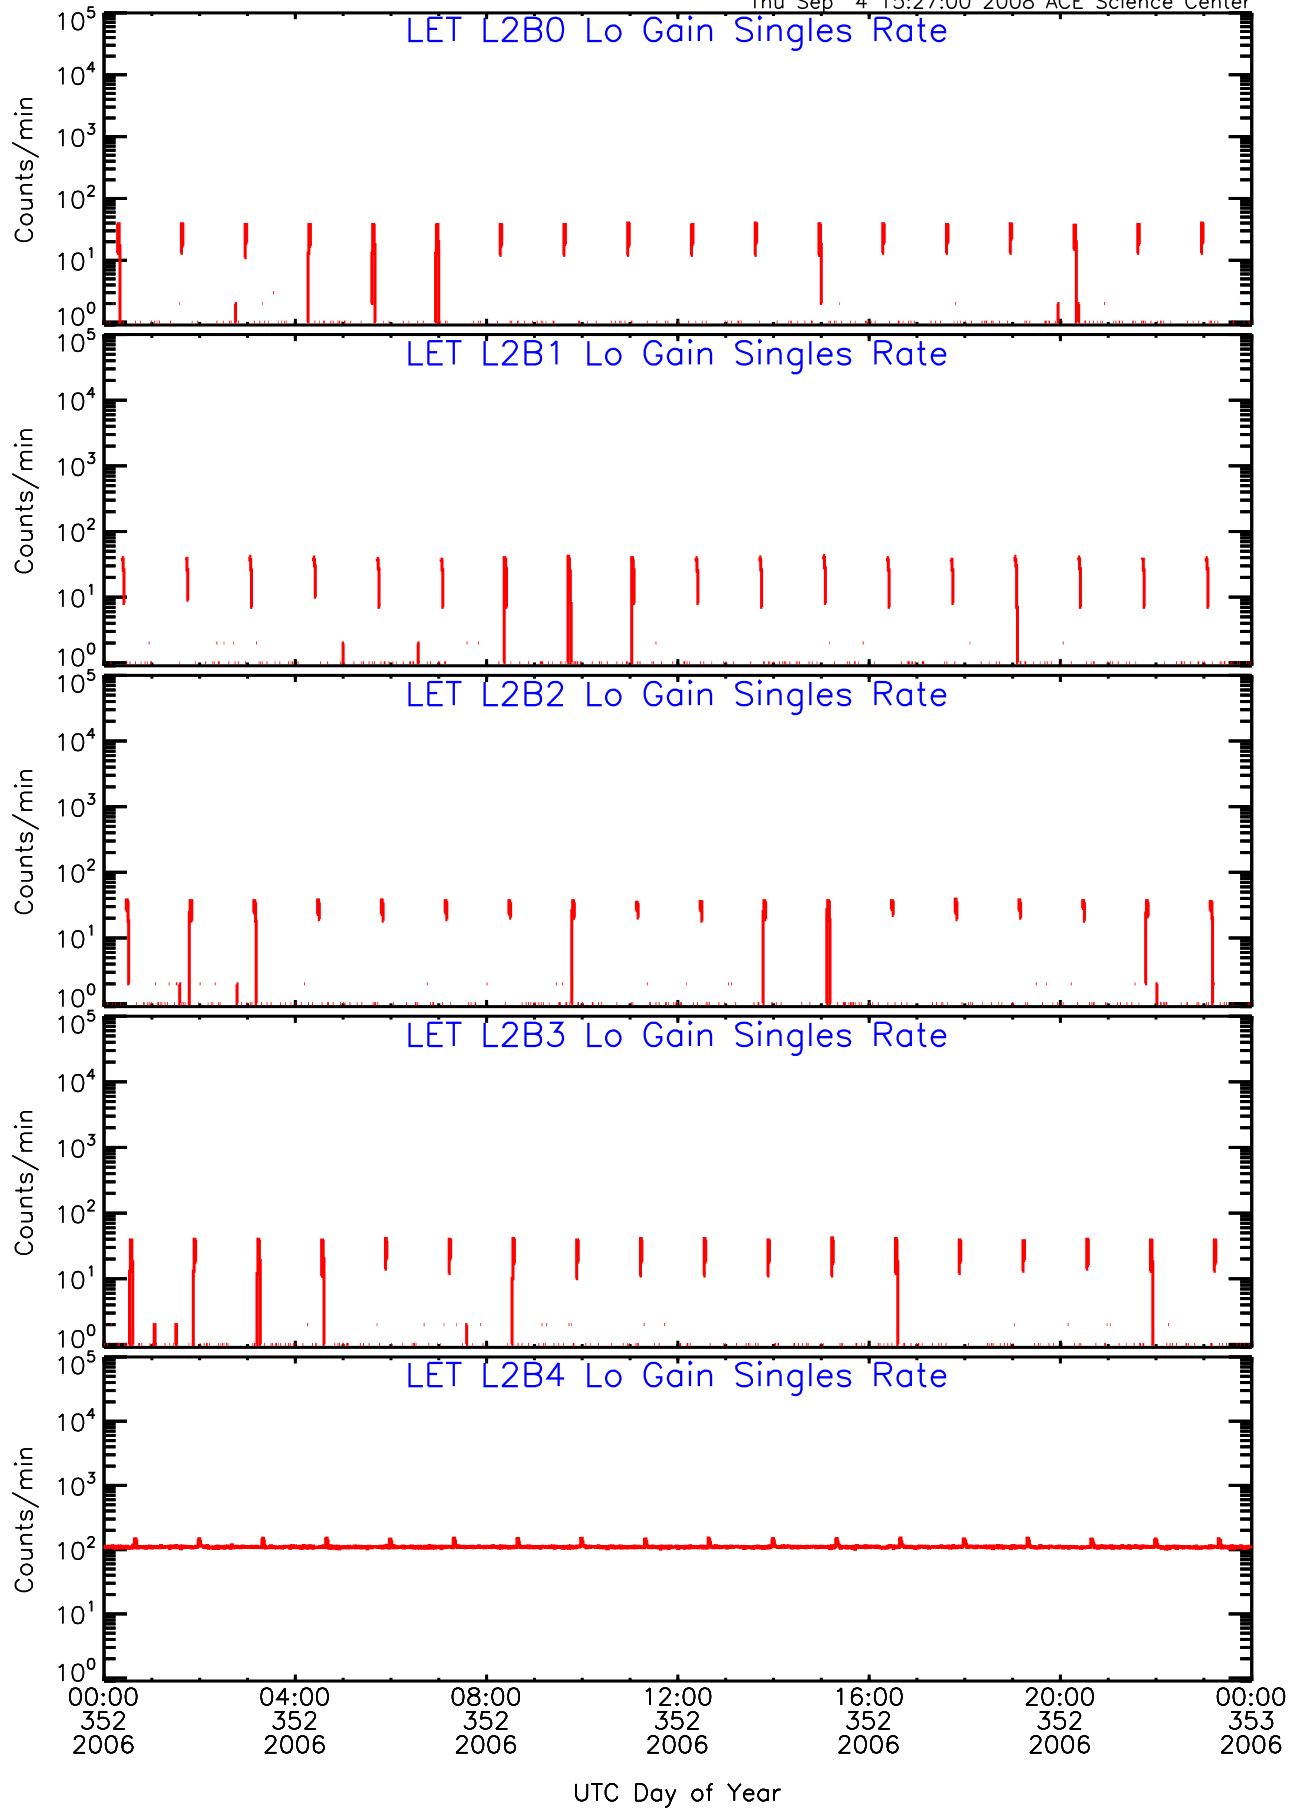 Thu Sep 4 15:27:00 2008 ACE Science Center
LET L2B0 Lo Gain Singles Rate
10^5
10^4
10^3
10^2
10^1
10^0
Counts/min
LET L2B1 Lo Gain Singles Rate
10^5
10^4
10^3
10^2
10^1
10^0
Counts/min
LET L2B2 Lo Gain Singles Rate
10^5
10^4
10^3
10^2
10^1
10^0
Counts/min
LET L2B3 Lo Gain Singles Rate
10^5
10^4
10^3
10^2
10^1
10^0
Counts/min
LET L2B4 Lo Gain Singles Rate
10^5
10^4
10^3
10^2
10^1
10^0
Counts/min
00:00 04:00 08:00 12:00 16:00 20:00 00:00
352 352 352 352 352 352 353
2006 2006 2006 2006 2006 2006 2006
UTC Day of Year